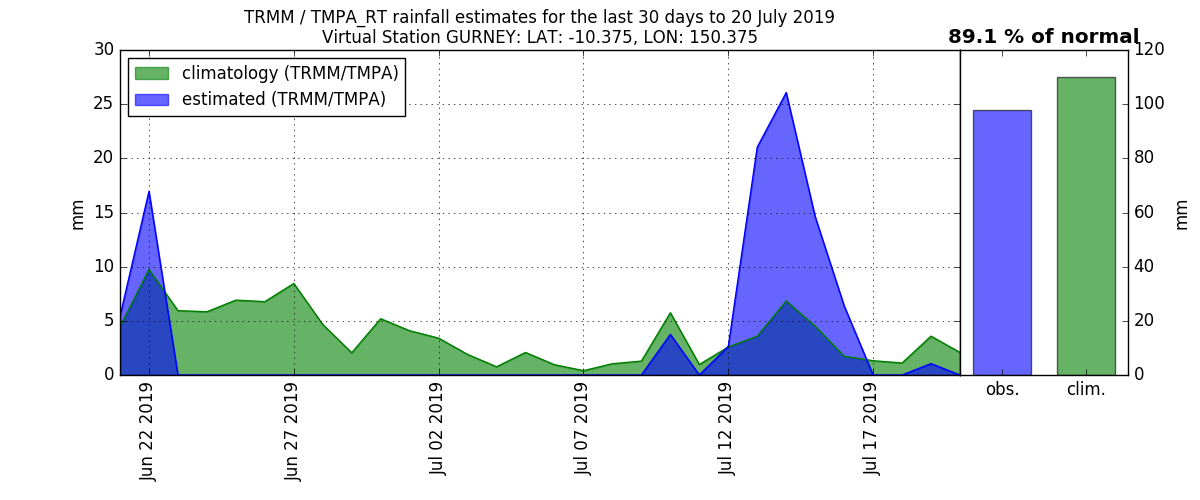 TRMM / TMPA_RT rainfall estimates for the last 30 days to 20 July 2019
Virtual Station GURNEY: LAT: -10.375, LON: 150.375
89.1 % of normal
climatology (TRMM/TMPA)
estimated (TRMM/TMPA)
30
25
20
15
10
5
0
mm
Jun 22 2019
Jun 27 2019
Jul 02 2019
Jul 07 2019
Jul 12 2019
Jul 17 2019
obs.
clim.
120
100
80
60
40
20
0
mm